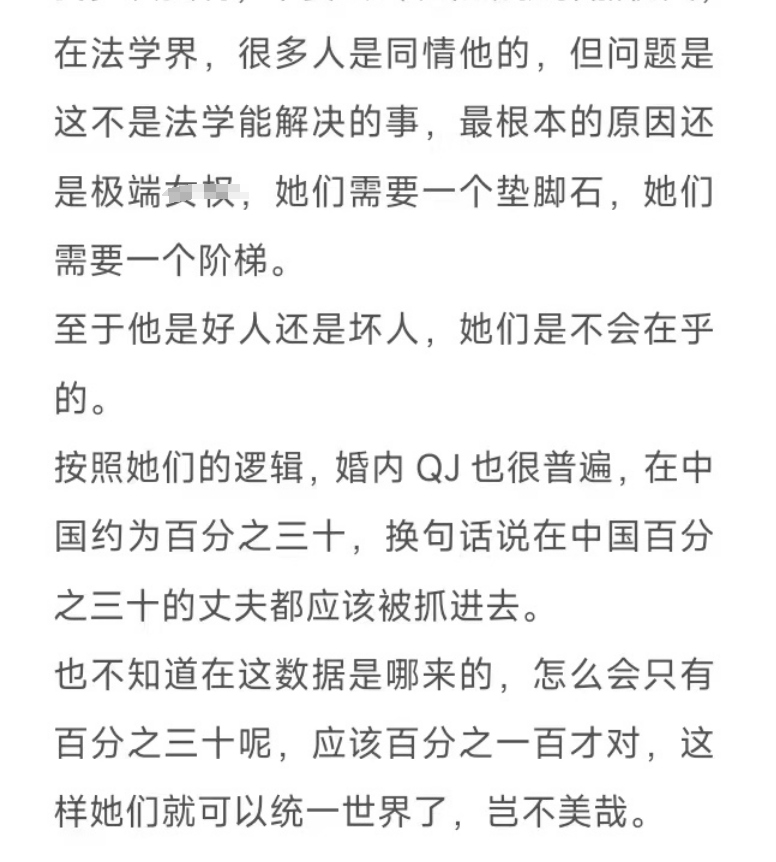 在法学界，很多人是同情他的，但问题是
这不是法学能解决的事，最根本的原因还
是极端女权，她们需要一个垫脚石，她们
需要一个阶梯。
至于他是好人还是坏人，她们是不会在乎
的。
按照她们的逻辑，婚内 QJ 也很普遍，在中
国约为百分之三十，换句话说在中国百分
之三十的丈夫都应该被抓进去。
也不知道在这数据是哪来的，怎么会只有
百分之三十呢，应该百分之一百才对，这
样她们就可以统一世界了，岂不美哉。